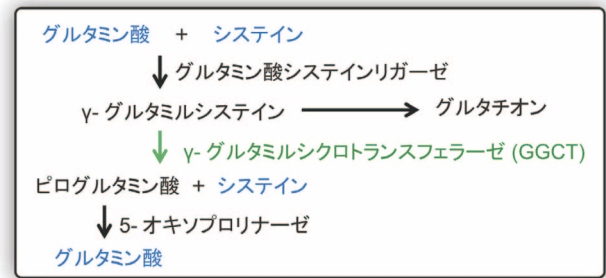 グルタミン酸 + システイン
グルタミン酸システインリガーゼ
γ- グルタミルシステイン グルタチオン
γ- グルタミルシクロトランスフェラーゼ (GGCT)
ピログルタミン酸 + システイン
5- オキソプロリナーゼ
グルタミン酸